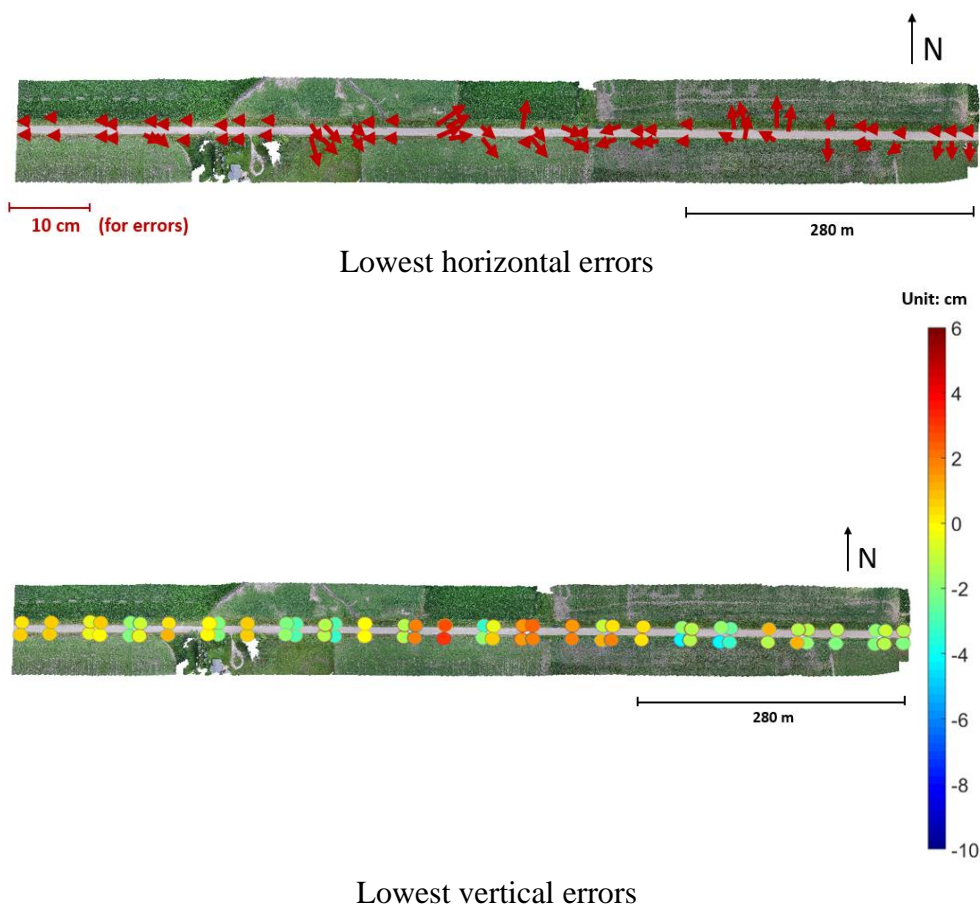 N
10 cm (for errors)
280 m
Lowest horizontal errors
Unit: cm
6
4
2
0
-2
-4
-6
-8
-10
N
280 m
Lowest vertical errors